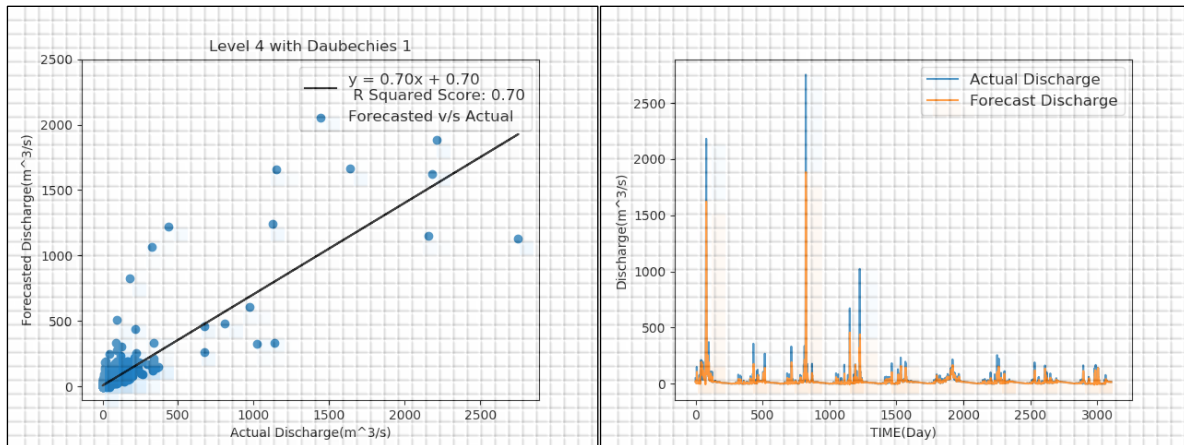 Level 4 with Daubechies 1
2500
2000
1500
1000
500
0
Forecasted Discharge(m^3/s)
y = 0.70x + 0.70
R Squared Score: 0.70
Forecasted v/s Actual
0 500 1000 1500 2000 2500
Actual Discharge(m^3/s)
Actual Discharge
Forecast Discharge
2500
2000
1500
1000
500
0
Discharge(m^3/s)
0 500 1000 1500 2000 2500 3000
TIME(Day)